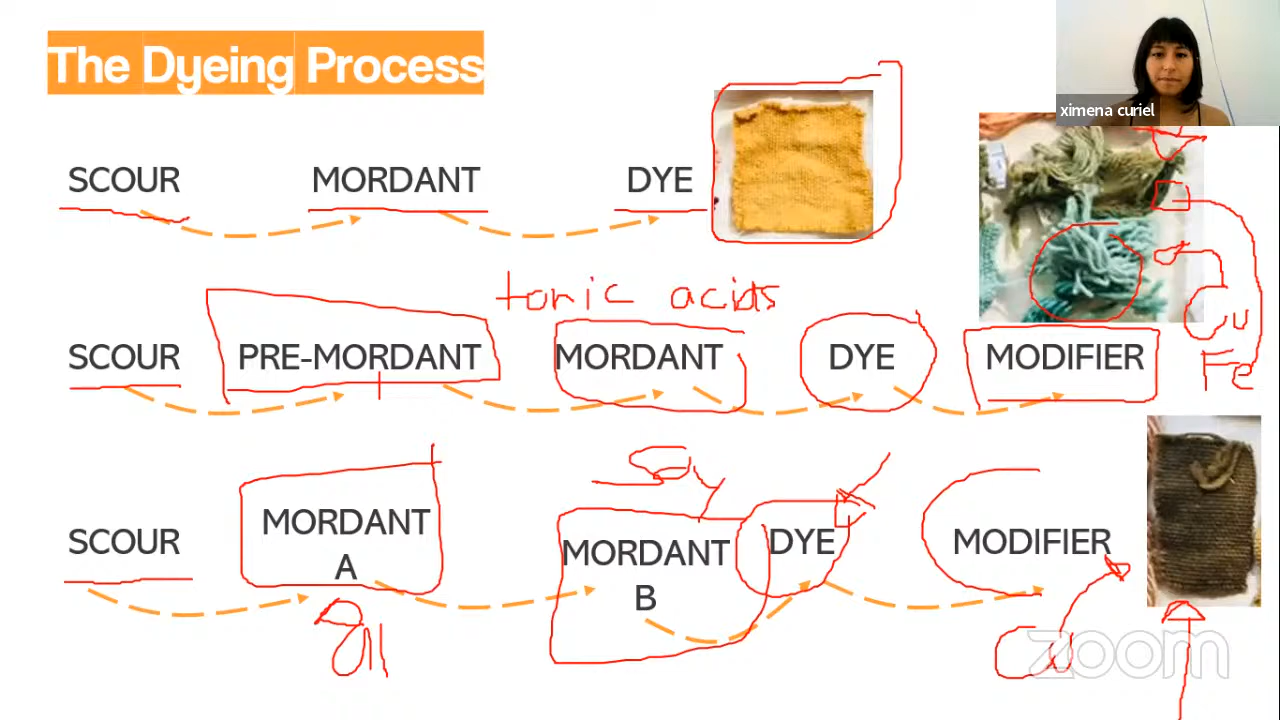 The Dyeing Process
ximena curiel
SCOUR MORDANT DYE
tonic acids
Cu
SCOUR PRE-MORDANT MORDANT DYE MODIFIER
Fe
MORDANT
A
SCOUR
MORDANT
B
DYE
MODIFIER
zoom